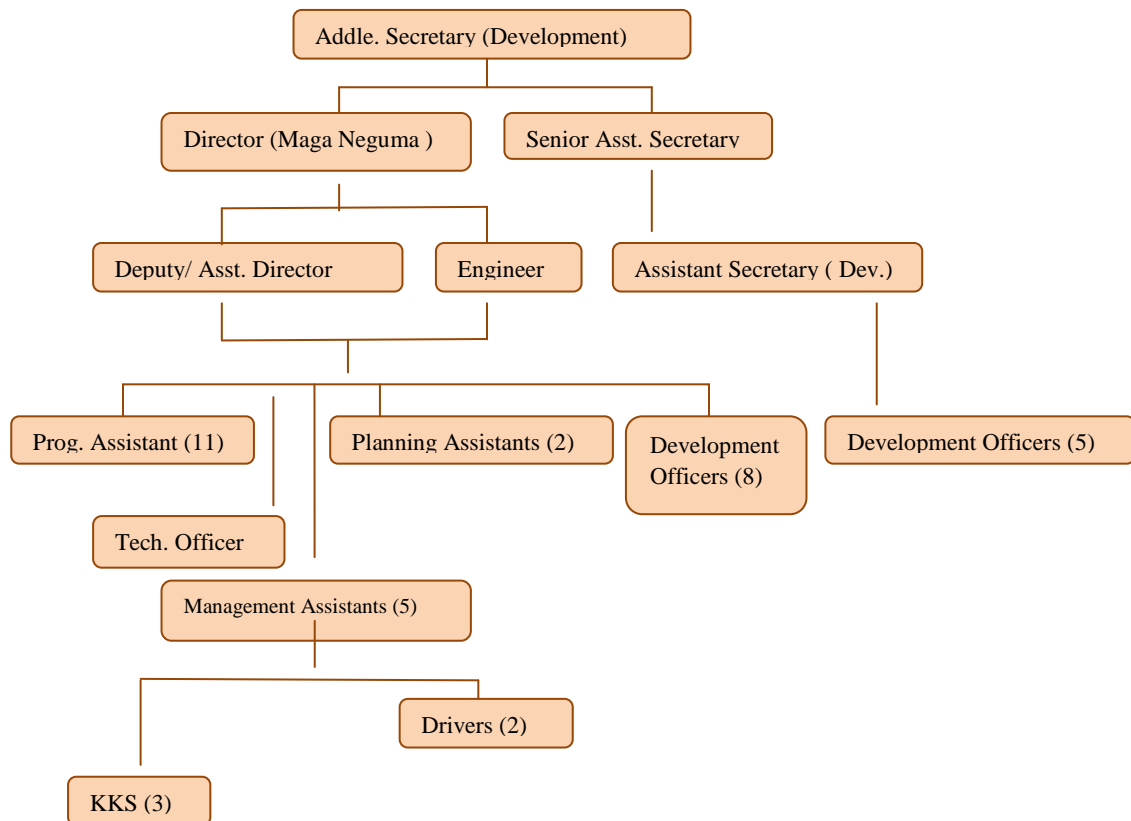 Addle. Secretary (Development)
Director (Maga Neguma )
Senior Asst. Secretary
Deputy/ Asst. Director
Engineer
Assistant Secretary ( Dev.)
Prog. Assistant (11)
Planning Assistants (2)
Development
Officers (8)
Development Officers (5)
Tech. Officer
Management Assistants (5)
Drivers (2)
KKS (3)